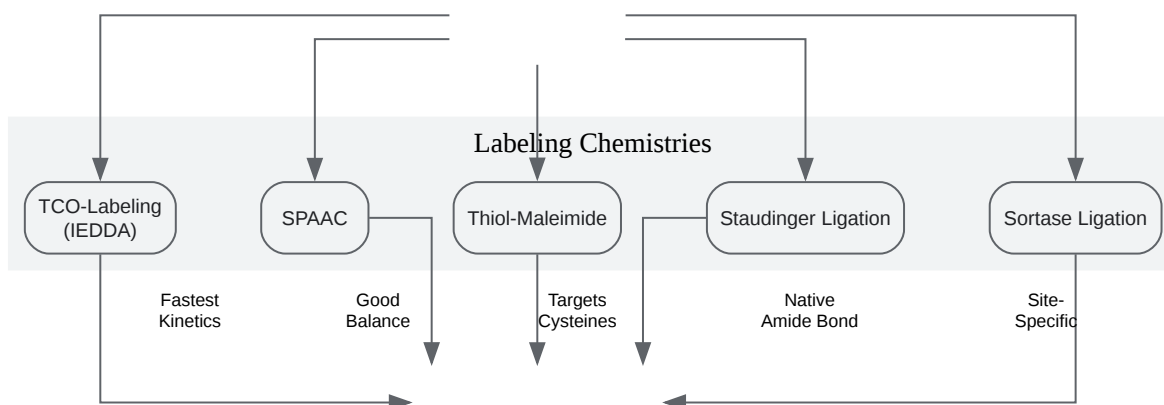 Labeling Chemistries
TCO-Labeling
(IEDDA)
SPAAC
Thiol-Maleimide
Staudinger Ligation
Sortase Ligation
Fastest
Kinetics
Good
Balance
Targets
Cysteines
Native
Amide Bond
Site-
Specific